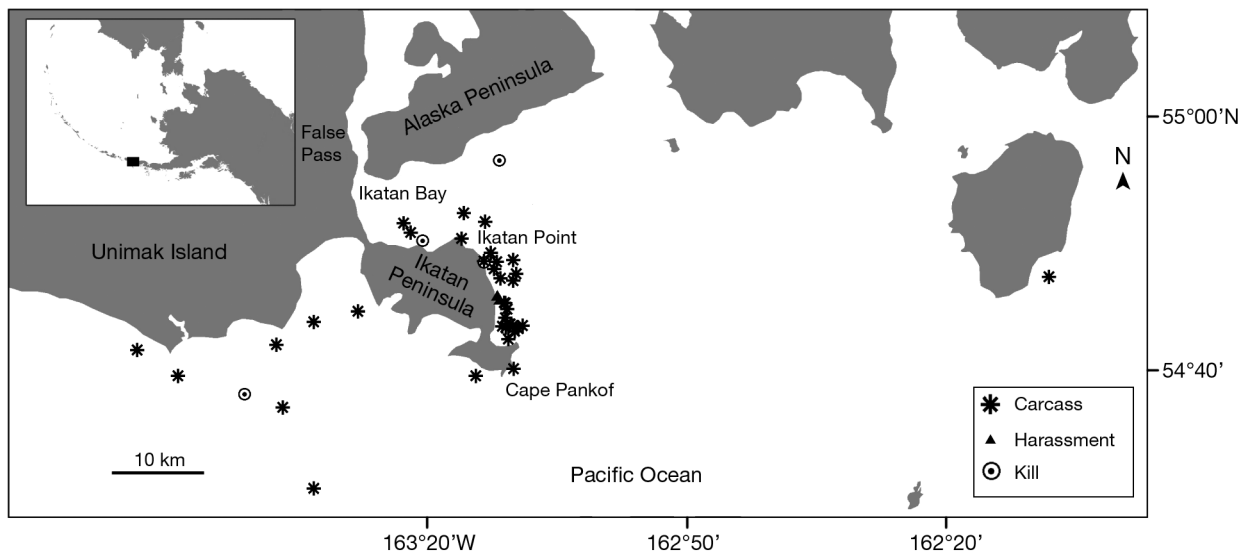 Alaska Peninsula
55°00'N
False
Pass
N
Ikatan Bay
Ikatan Point
Unimak Island
Ikatan
Peninsula
54°40'
Cape Pankof
Carcass
Harassment
Kill
10 km
Pacific Ocean
163°20'W
162°50'
162°20'